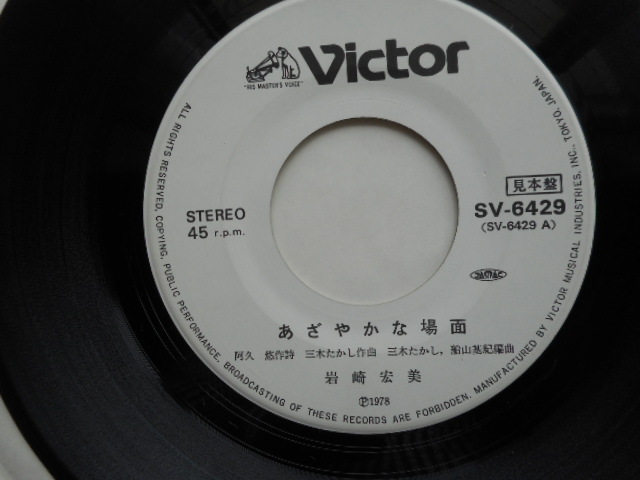 Victor
"HIS MASTER'S VOICE"
見本盤
STEREO
45 r.p.m.
SV-6429
(SV-6429 A)
JASRAC
あざやかな場面
阿久 悠作詩 三木たかし作曲 三木たかし, 船山基紀編曲
岩崎宏美
Ⓟ1978
ALL RIGHTS RESERVED. COPYING, PUBLIC PERFORMANCE, BROADCASTING OF THESE RECORDS ARE FORBIDDEN. MANUFACTURED BY VICTOR MUSICAL INDUSTRIES, INC., TOKYO, JAPAN.